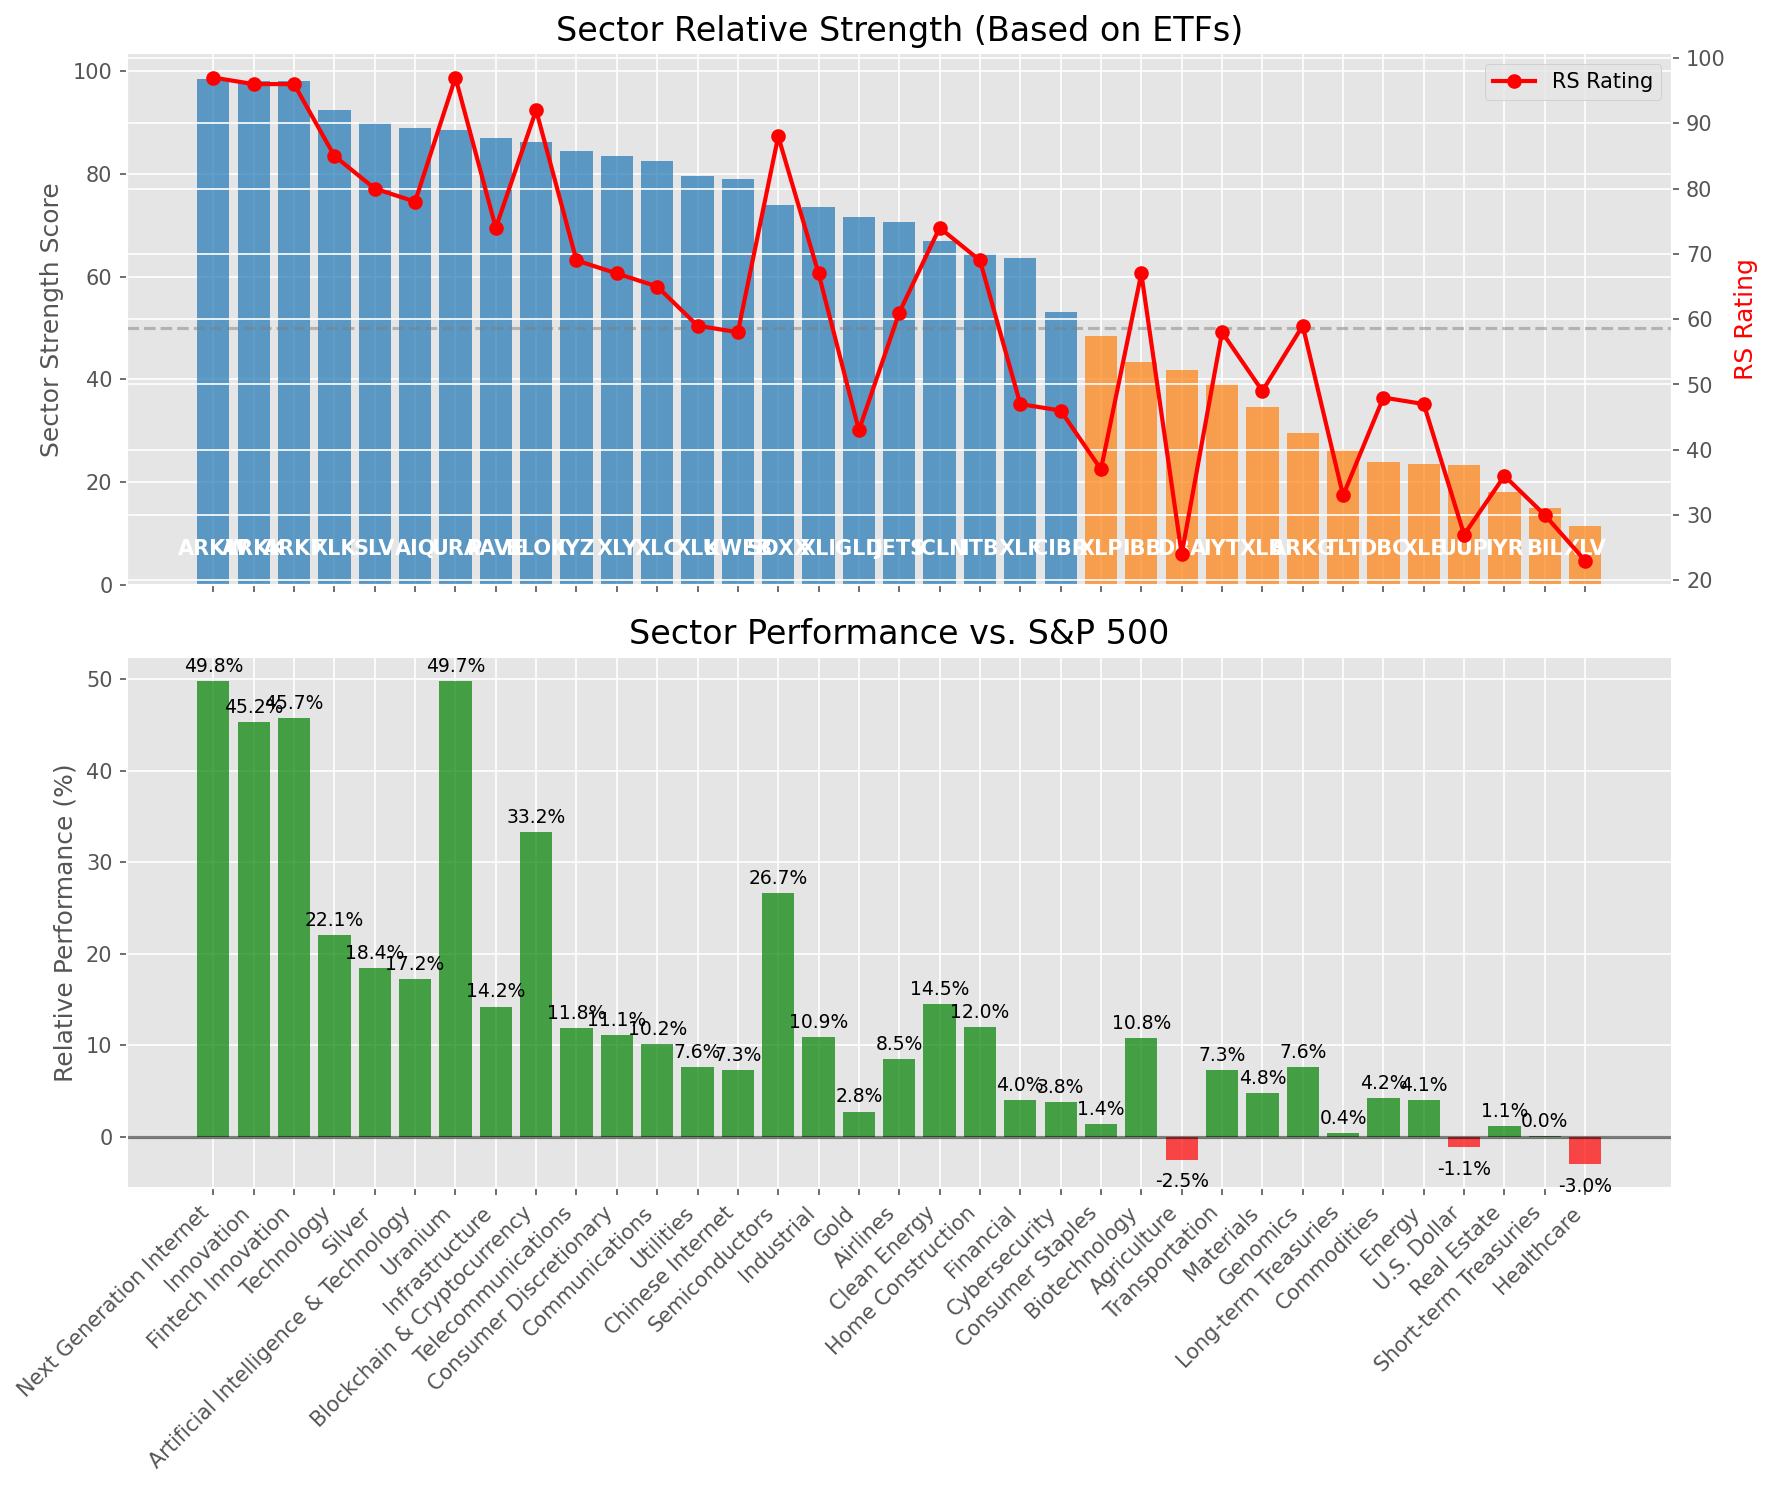 Sector Relative Strength (Based on ETFs)
Sector Strength Score
100
80
60
40
20
0
RS Rating
100
90
80
70
60
50
40
30
20
RS Rating
SLV
AIQ
XLY
XLC
GLD
JETS
CIBR
XLP
IBB
IYT
TLT
DBC
XLE
UUP
IYR
BIL
XLV
Sector Performance vs. S&P 500
Relative Performance (%)
50
40
30
20
10
0
49.8%
45.2%
45.7%
22.1%
18.4%
17.2%
49.7%
14.2%
33.2%
11.8%
11.1%
10.2%
7.6%
7.3%
26.7%
10.9%
2.8%
8.5%
14.5%
12.0%
4.0%
3.8%
1.4%
10.8%
-2.5%
7.3%
4.8%
7.6%
0.4%
4.2%
4.1%
-1.1%
1.1%
0.0%
-3.0%
Next Generation Internet
Innovation
Fintech Innovation
Technology
Silver
Artificial Intelligence & Technology
Uranium
Infrastructure
Blockchain & Cryptocurrency
Telecommunications
Consumer Discretionary
Communications
Utilities
Chinese Internet
Semiconductors
Industrial
Gold
Airlines
Clean Energy
Home Construction
Financial
Cybersecurity
Consumer Staples
Biotechnology
Agriculture
Transportation
Materials
Genomics
Long-term Treasuries
Commodities
Energy
U.S. Dollar
Real Estate
Short-term Treasuries
Healthcare